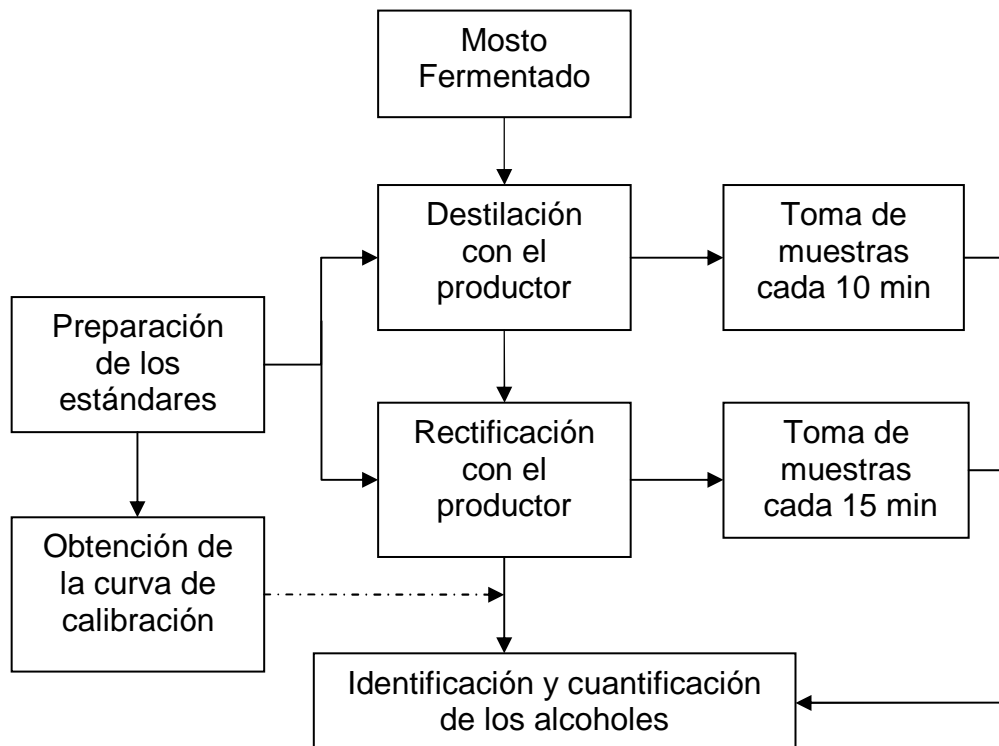 Mosto
Fermentado
Destilación
con el
productor
Toma de
muestras
cada 10 min
Preparación
de los
estándares
Rectificación
con el
productor
Toma de
muestras
cada 15 min
Obtención de
la curva de
calibración
Identificación y cuantificación
de los alcoholes